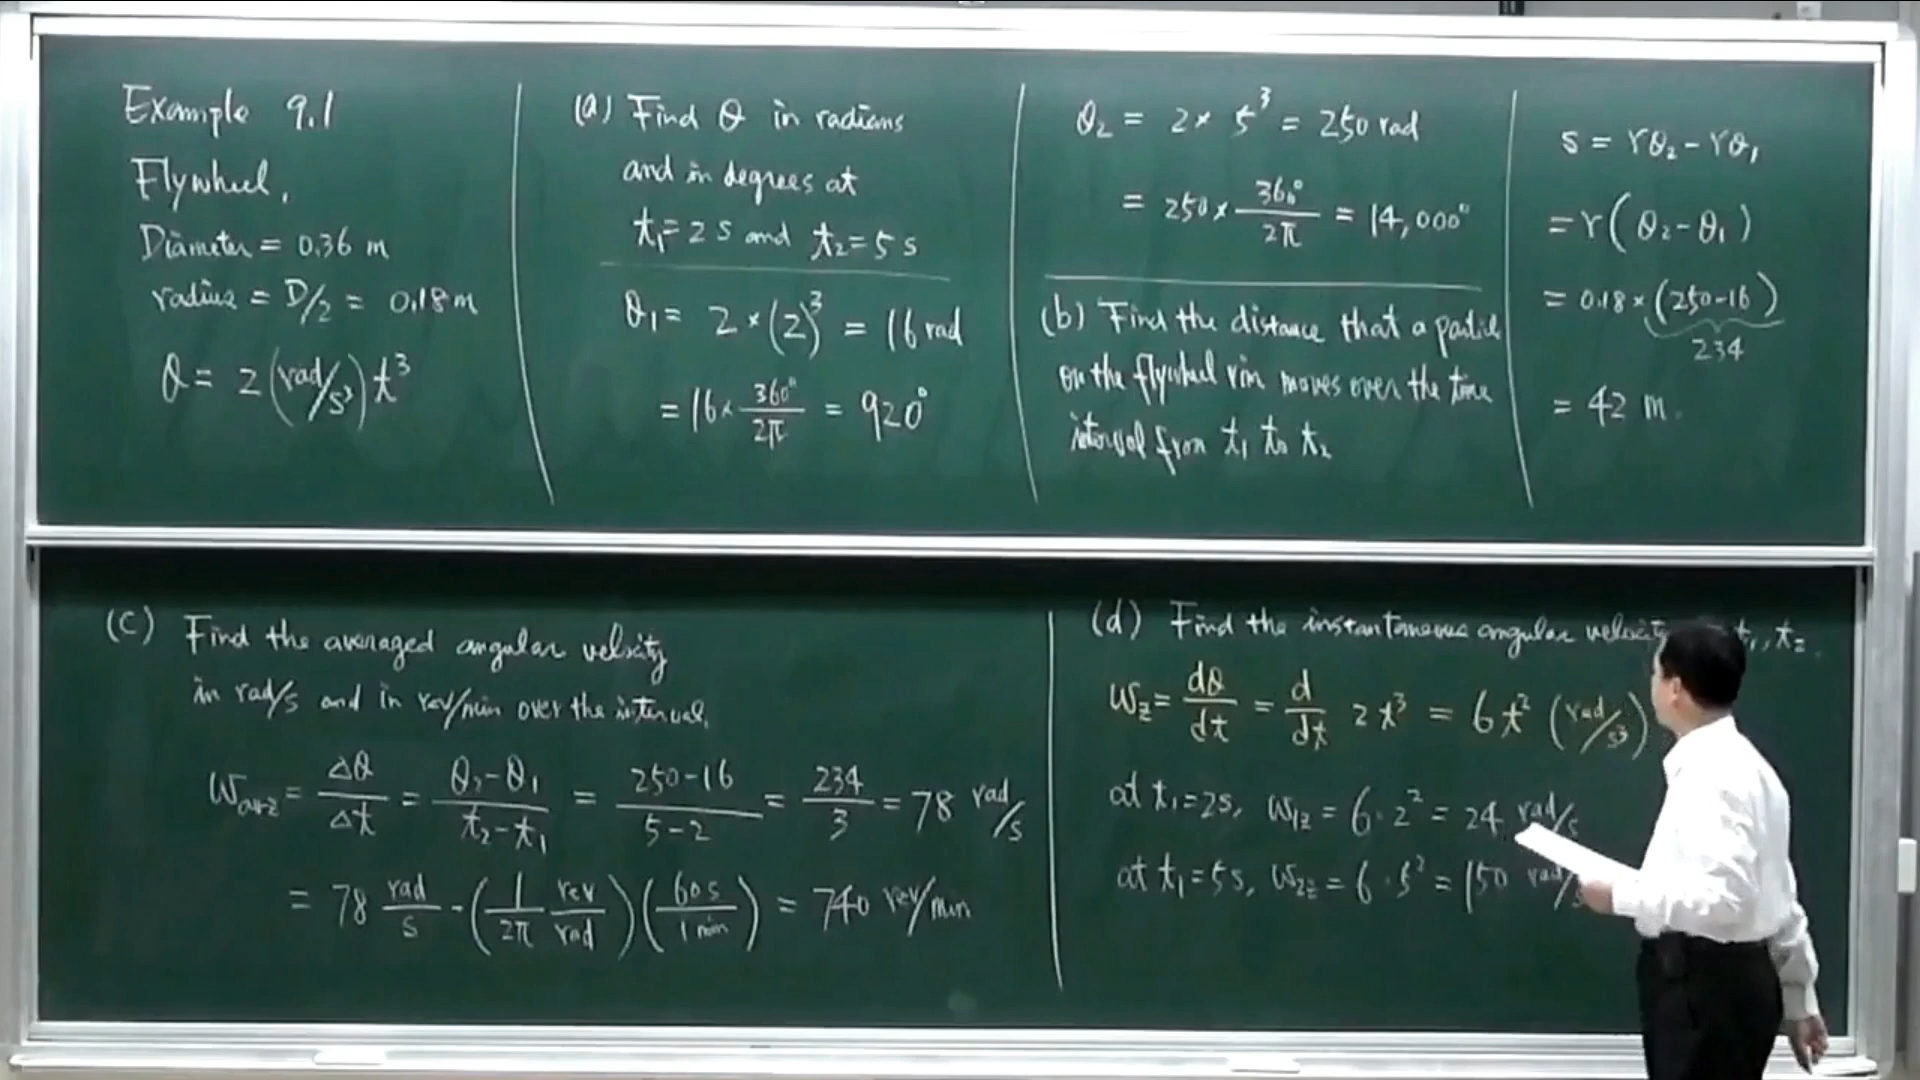 Example 9.1
Flywheel,
Diameter = 0.36 m
radius = D/2 = 0.18 m
θ = 2 (rad/s³) t³
(a) Find θ in radians
and in degrees at
t₁ = 2 s and t₂ = 5 s
θ₁ = 2 × (2)³ = 16 rad
= 16 × 360°/2π = 920°
θ₂ = 2 × 5³ = 250 rad
= 250 × 360°/2π = 14,000°
(b) Find the distance that a
on the flywheel rim moves over the time
interval from t₁ to t₂
s = rθ₂ - rθ₁
= r(θ₂ - θ₁)
= 0.18 × (250-16)
234
= 42 m.
(c) Find the averaged angular velocity
in rad/s and in rev/min over the interval.
ω_av-z = Δθ/Δt = (θ₂-θ₁)/(t₂-t₁) = (250-16)/(5-2) = 234/3 = 78 rad/s
= 78 rad/s · (1/2π rev/rad)(60 s/1 min) = 740 rev/min
(d) Find the instantaneous angular t₁, t₂.
ω_z = dθ/dt = d/dt 2t³ = 6t² (rad/s³)
at t₁=2s, ω₁z = 6·2² = 24 rad/s
at t₁=5s, ω₂z = 6·5² = 150